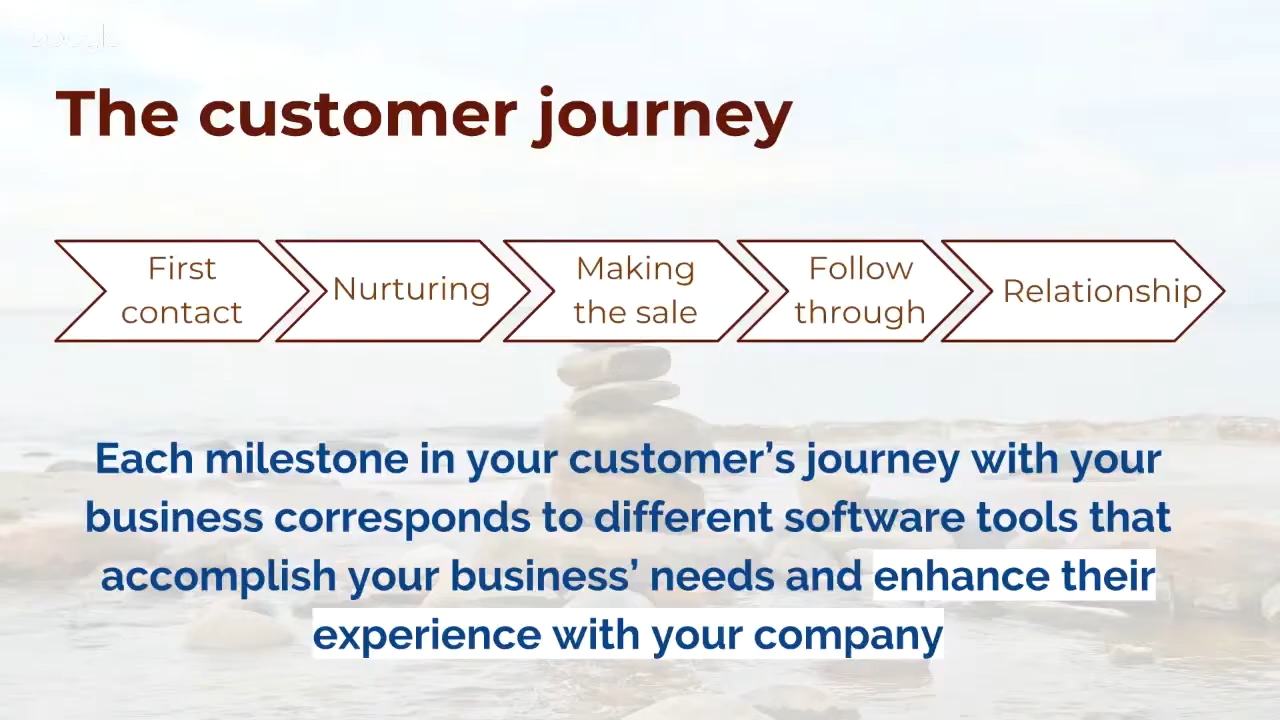 The customer journey
First
contact
Nurturing
Making
the sale
Follow
through
Relationship
Each milestone in your customer’s journey with your
business corresponds to different software tools that
accomplish your business’ needs and enhance their
experience with your company